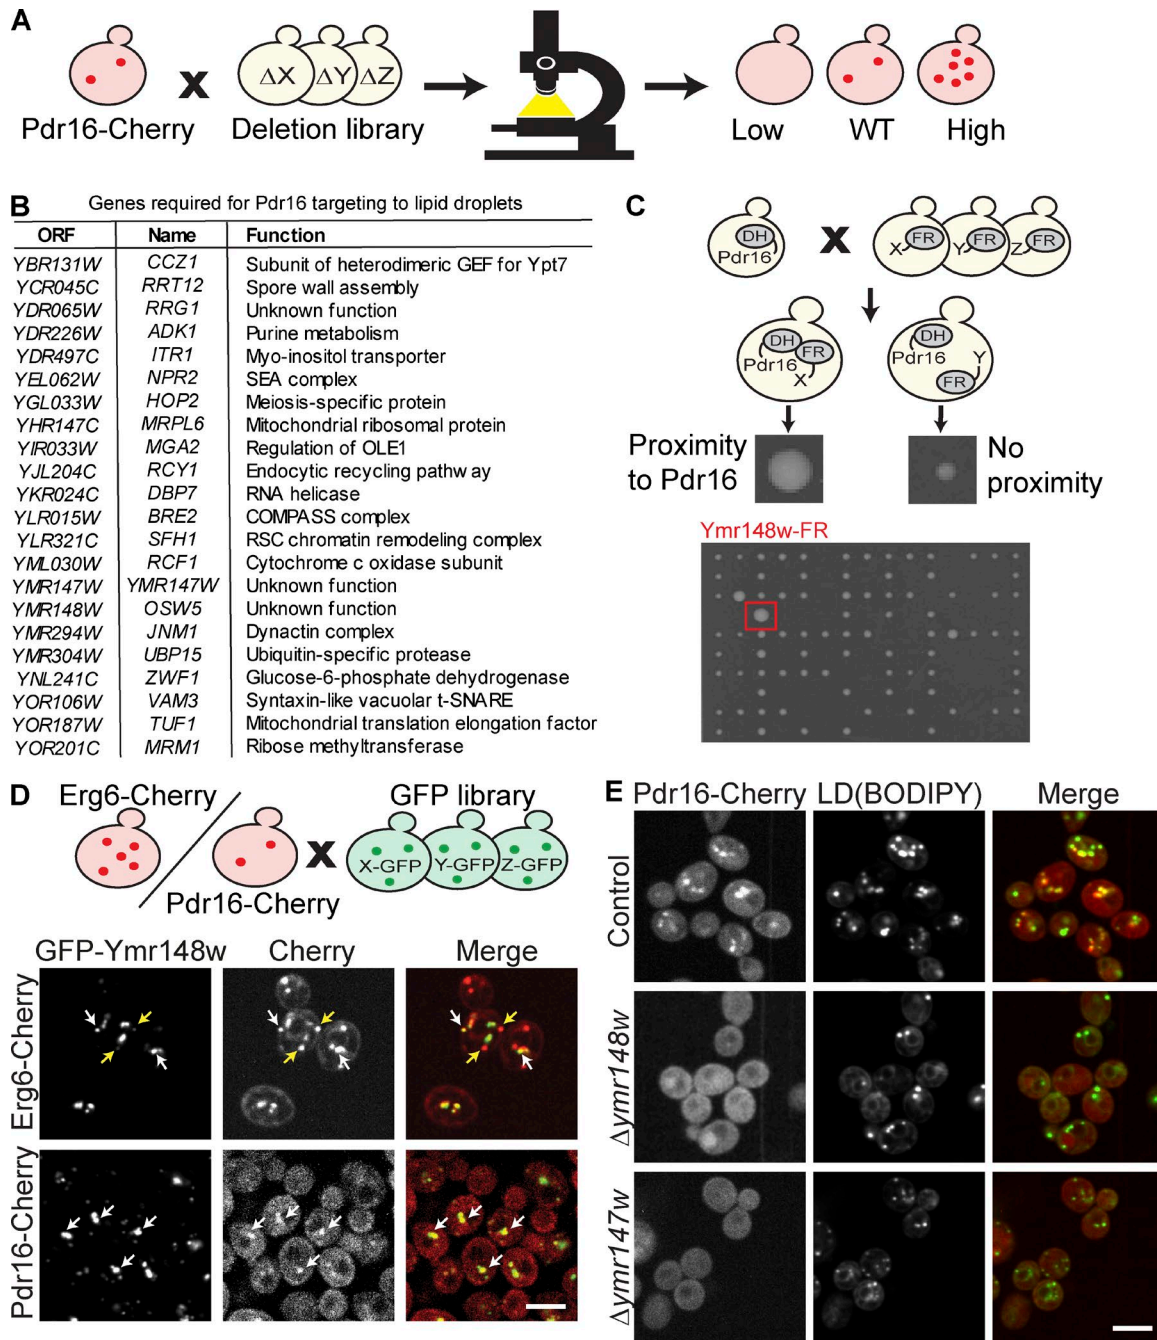 A
ΔX ΔY ΔZ
Pdr16-Cherry Deletion library Low WT High
B Genes required for Pdr16 targeting to lipid droplets
ORF Name Function
YBR131W CCZ1 Subunit of heterodimeric GEF for Ypt7
YCR045C RRT12 Spore wall assembly
YDR065W RRG1 Unknown function
YDR226W ADK1 Purine metabolism
YDR497C ITR1 Myo-inositol transporter
YEL062W NPR2 SEA complex
YGL033W HOP2 Meiosis-specific protein
YHR147C MRPL6 Mitochondrial ribosomal protein
YIR033W MGA2 Regulation of OLE1
YJL204C RCY1 Endocytic recycling pathway
YKR024C DBP7 RNA helicase
YLR015W BRE2 COMPASS complex
YLR321C SFH1 RSC chromatin remodeling complex
YML030W RCF1 Cytochrome c oxidase subunit
YMR147W YMR147W Unknown function
YMR148W OSW5 Unknown function
YMR294W JNM1 Dynactin complex
YMR304W UBP15 Ubiquitin-specific protease
YNL241C ZWF1 Glucose-6-phosphate dehydrogenase
YOR106W VAM3 Syntaxin-like vacuolar t-SNARE
YOR187W TUF1 Mitochondrial translation elongation factor
YOR201C MRM1 Ribose methyltransferase
C
DH
Pdr16
X FR Y FR Z FR
DH
Pdr16 FR
X
DH
Pdr16 Y
FR
Proximity
to Pdr16
No
proximity
Ymr148w-FR
D
Erg6-Cherry GFP library
X-GFP Y-GFP Z-GFP
Pdr16-Cherry
GFP-Ymr148w Cherry Merge
Erg6-Cherry
Pdr16-Cherry
E Pdr16-Cherry LD(BODIPY) Merge
Control
Δymr148w
Δymr147w